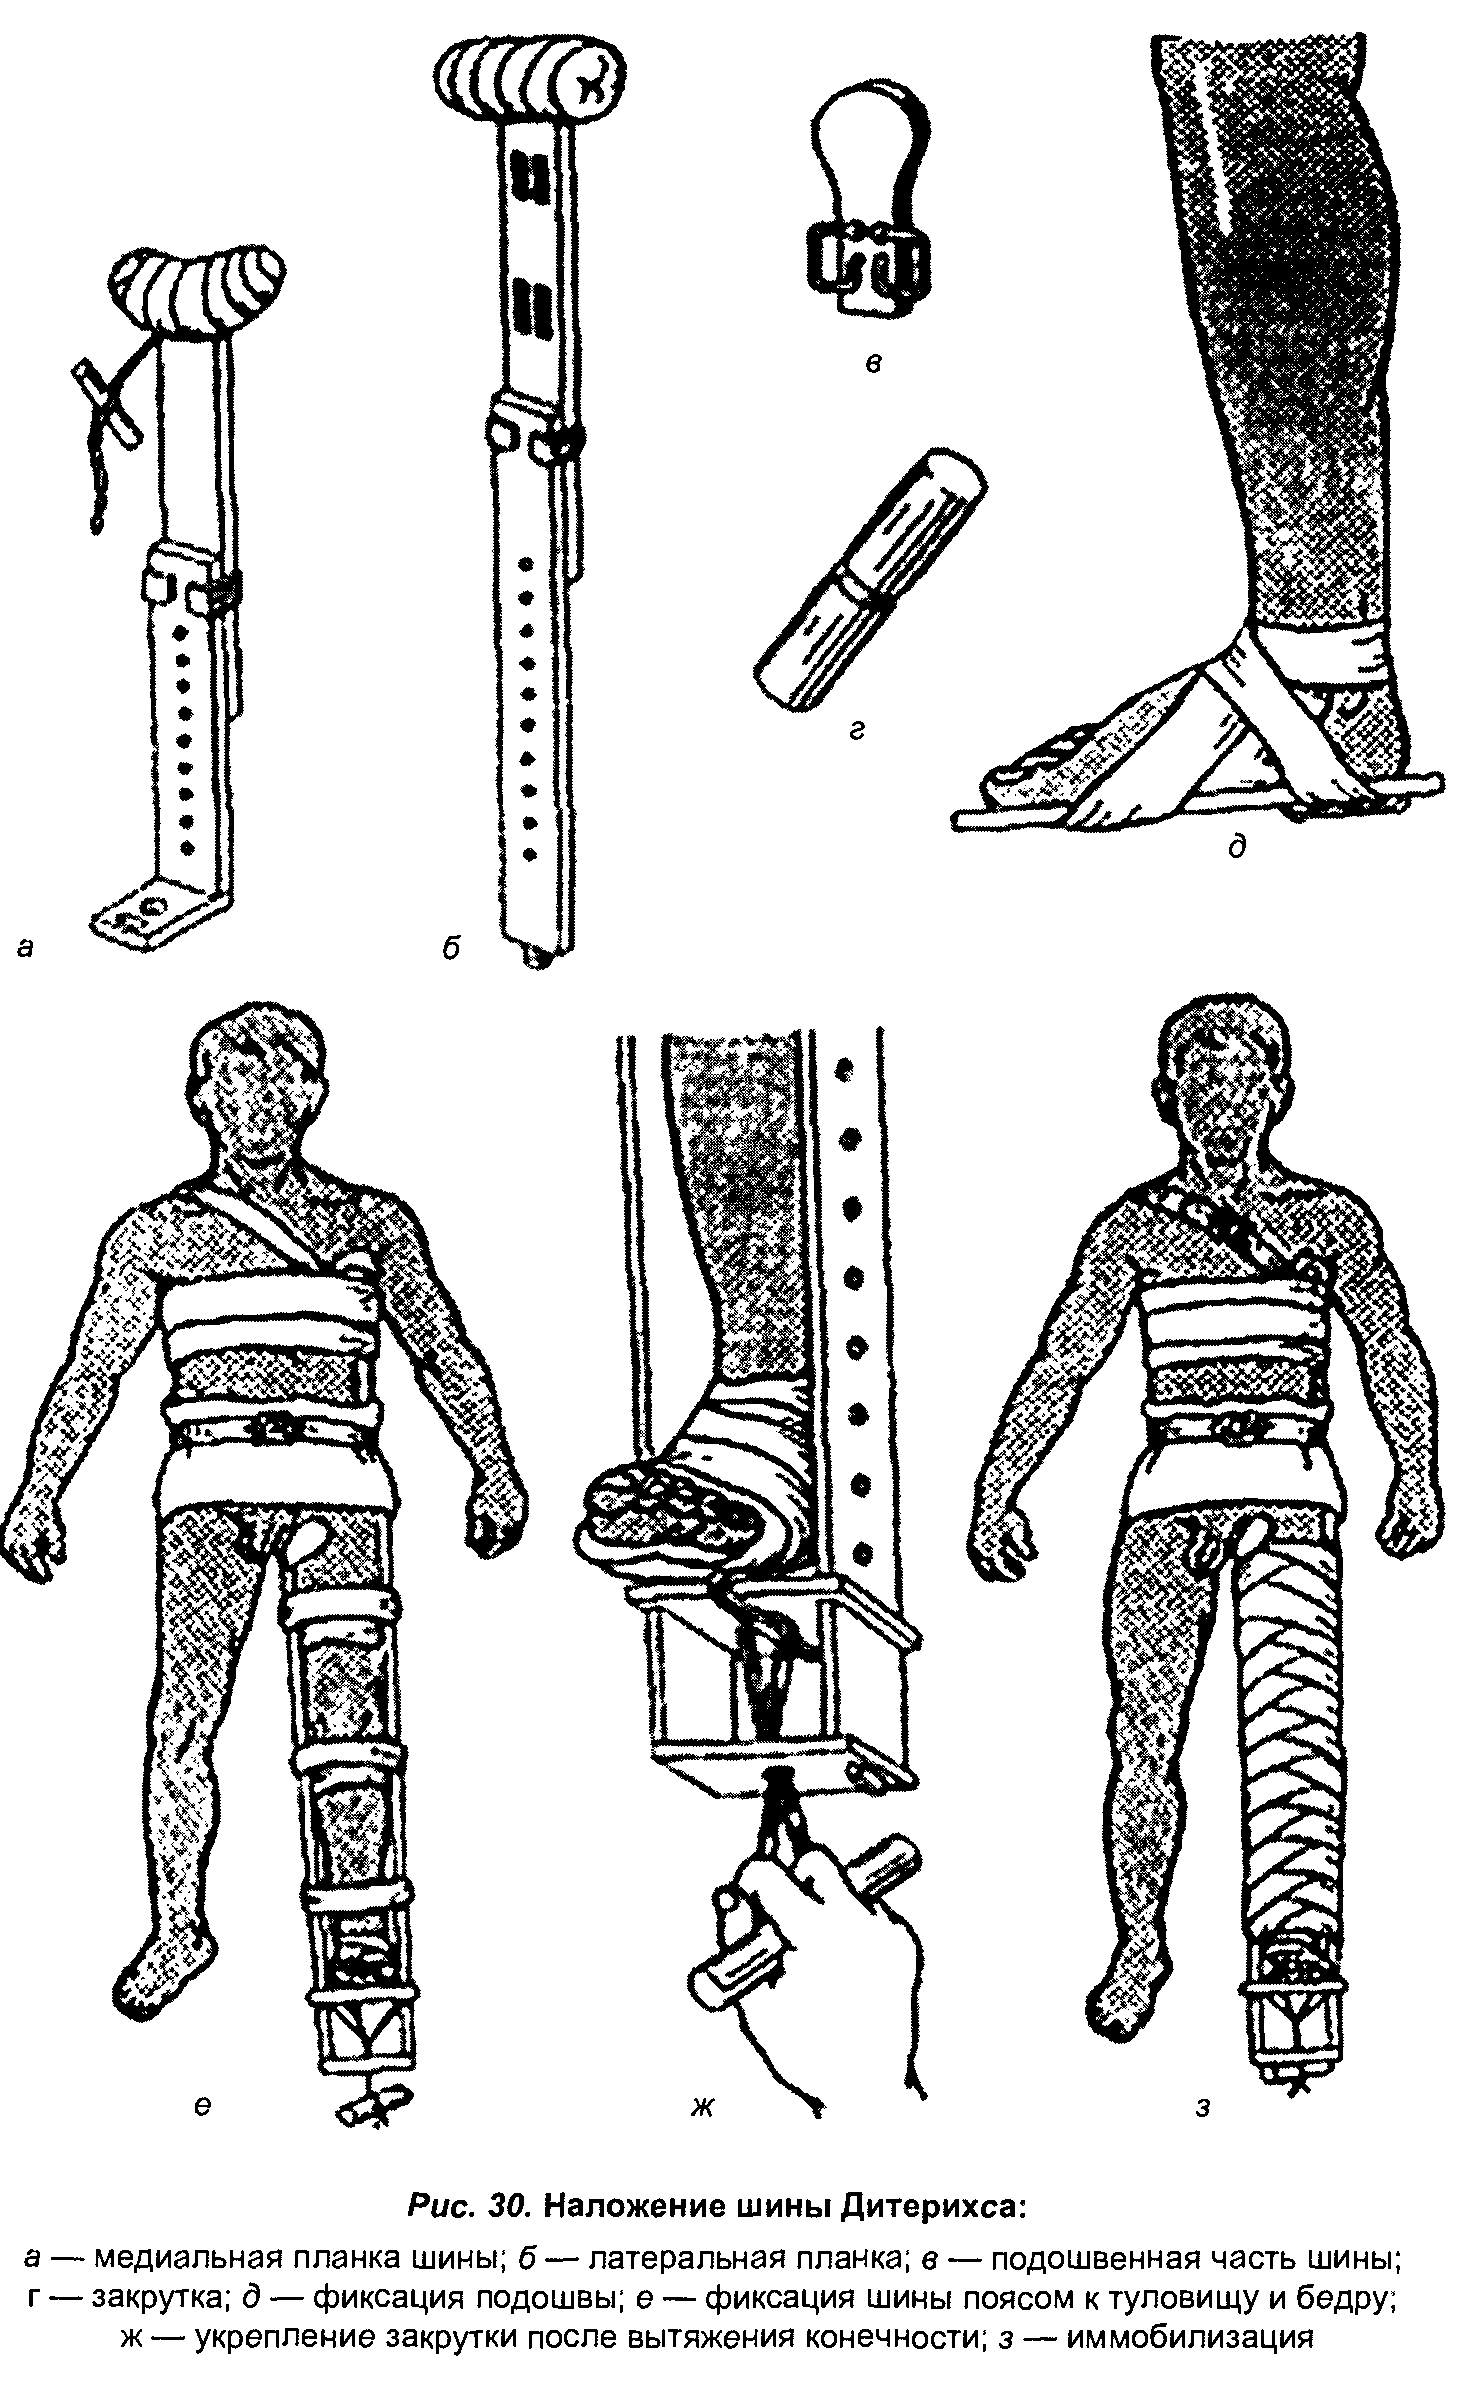 в
г
д
а
б
е
ж
з
Рис. 30. Наложение шины Дитерихса:
а — медиальная планка шины; б — латеральная планка; в — подошвенная часть шины;
г — закрутка; д — фиксация подошвы; е — фиксация шины поясом к туловищу и бедру;
ж — укрепление закрутки после вытяжения конечности; з — иммобилизация